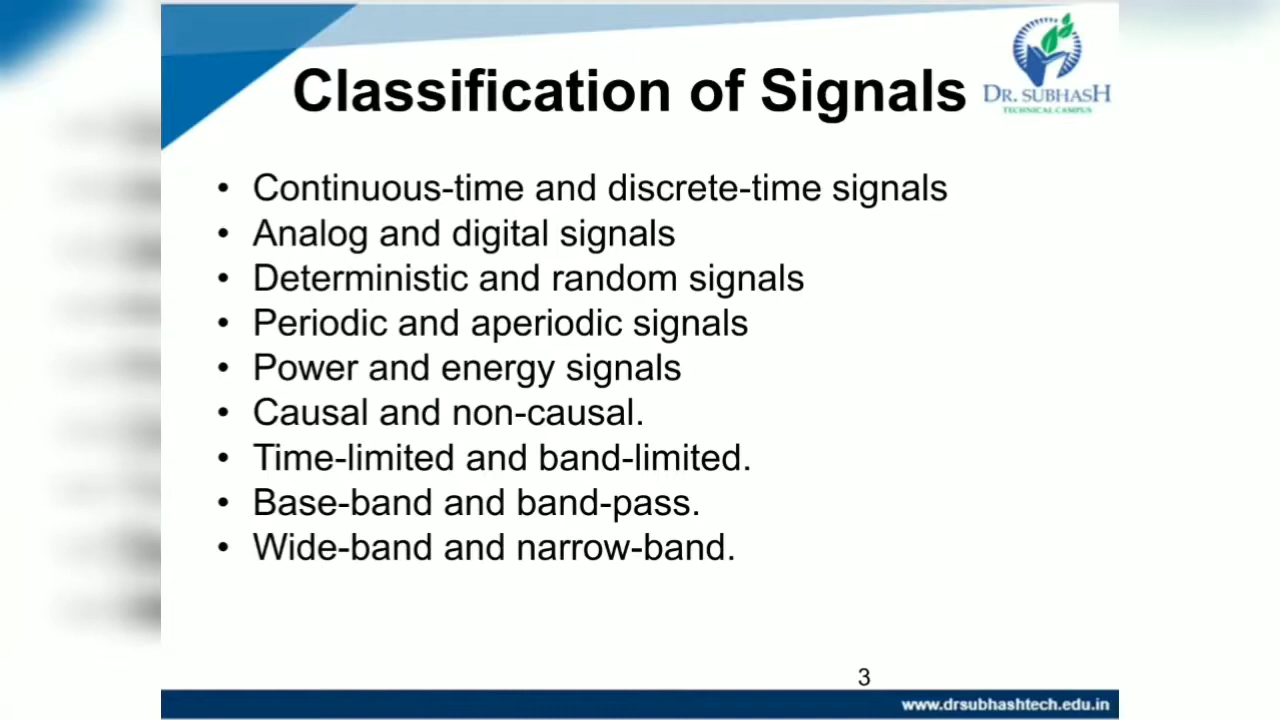 Classification of Signals
DR. SUBHASH
TECHNICAL CAMPUS
• Continuous-time and discrete-time signals
• Analog and digital signals
• Deterministic and random signals
• Periodic and aperiodic signals
• Power and energy signals
• Causal and non-causal.
• Time-limited and band-limited.
• Base-band and band-pass.
• Wide-band and narrow-band.
3
www.drsubhashtech.edu.in